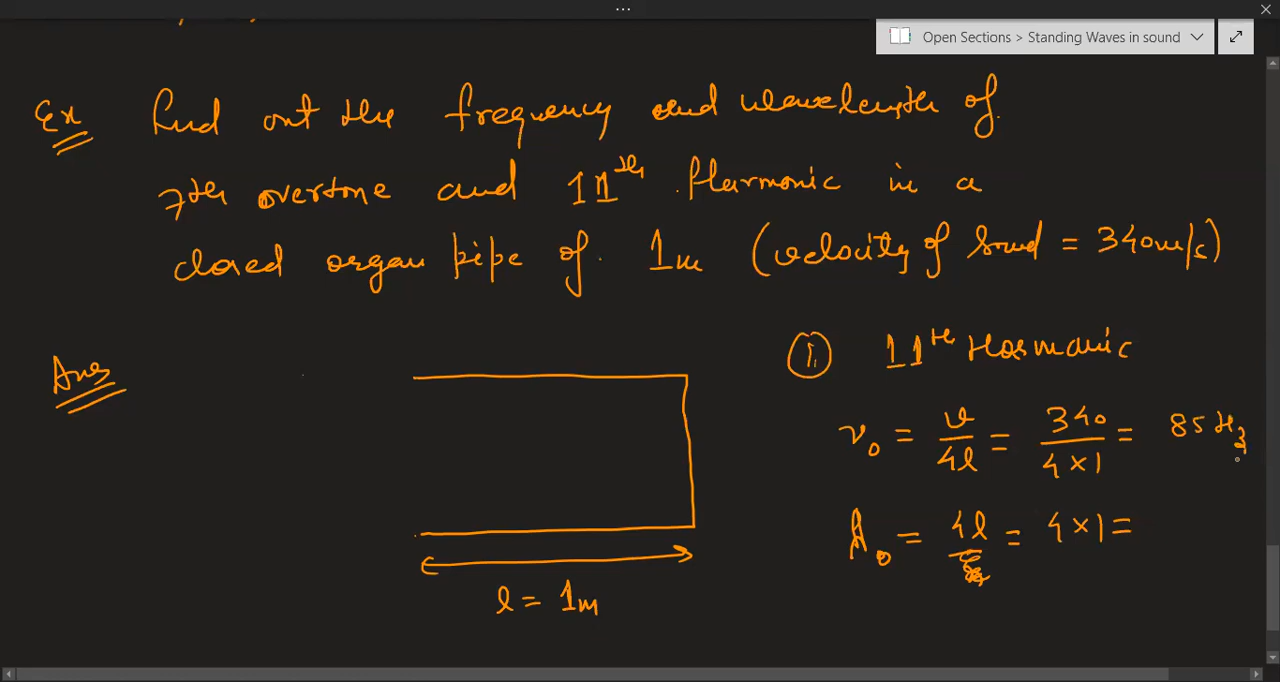 Open Sections > Standing Waves in sound
Ex Find out the frequency and wavelength of
7th overtone and 11th Harmonic in a
closed organ pipe of 1m (velocity of Sound = 340m/s)
Ans
l = 1m
i. 11th Harmonic
ν0 = v/4l = 340/4×1 = 85 Hz
λ0 = 4l = 4×1 =